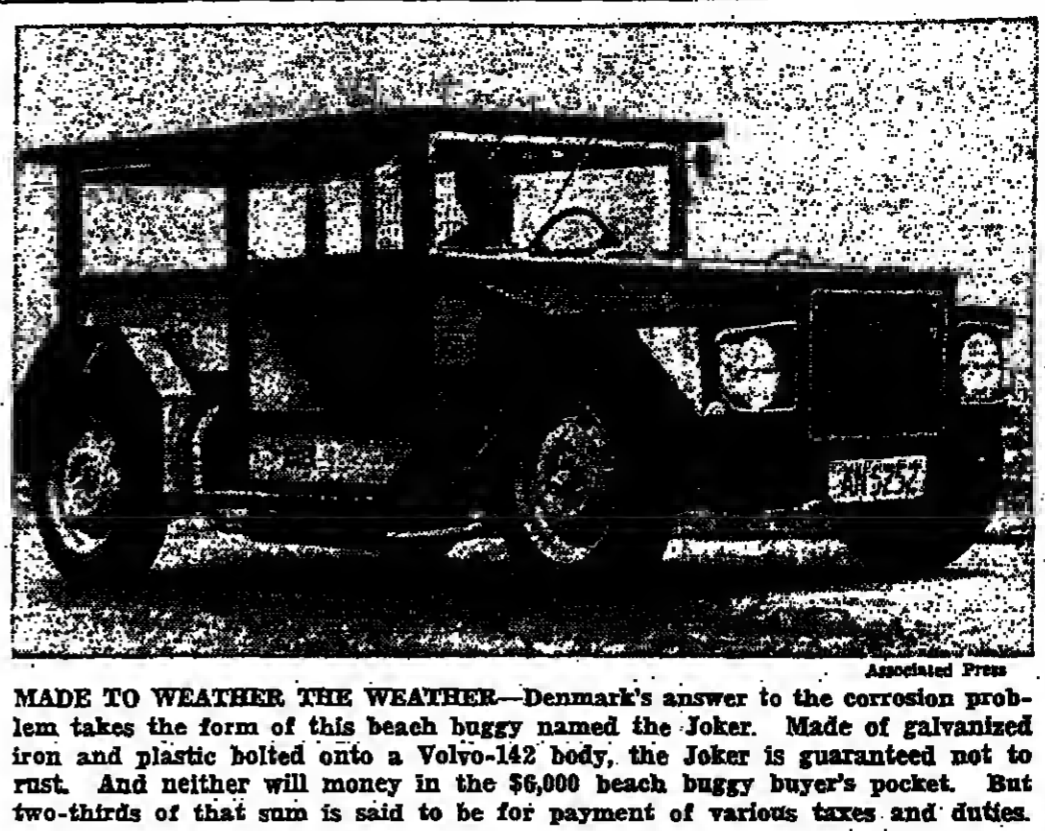 Associated Press
MADE TO WEATHER THE WEATHER—Denmark's answer to the corrosion prob-
lem takes the form of this beach buggy named the Joker. Made of galvanized
iron and plastic bolted onto a Volvo-142 body, the Joker is guaranteed not to
rust. And neither will money in the $6,000 beach buggy buyer's pocket. But
two-thirds of that sum is said to be for payment of various taxes and duties.